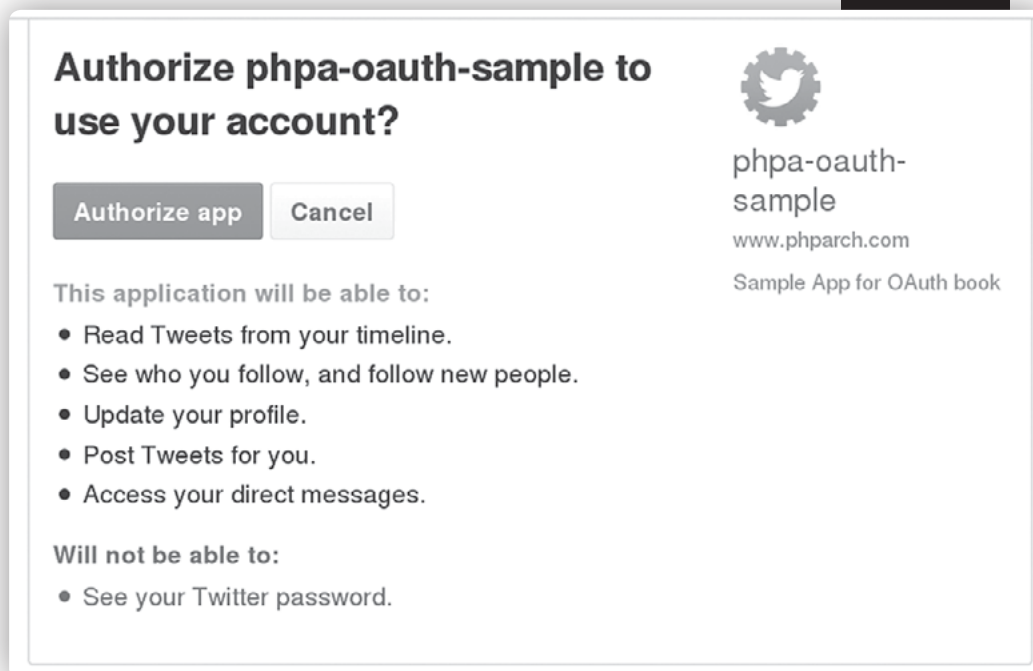 Authorize phpa-oauth-sample to
use your account?
Authorize app
Cancel
This application will be able to:
• Read Tweets from your timeline.
• See who you follow, and follow new people.
• Update your profile.
• Post Tweets for you.
• Access your direct messages.
Will not be able to:
• See your Twitter password.
phpa-oauth-
sample
www.phparch.com
Sample App for OAuth book